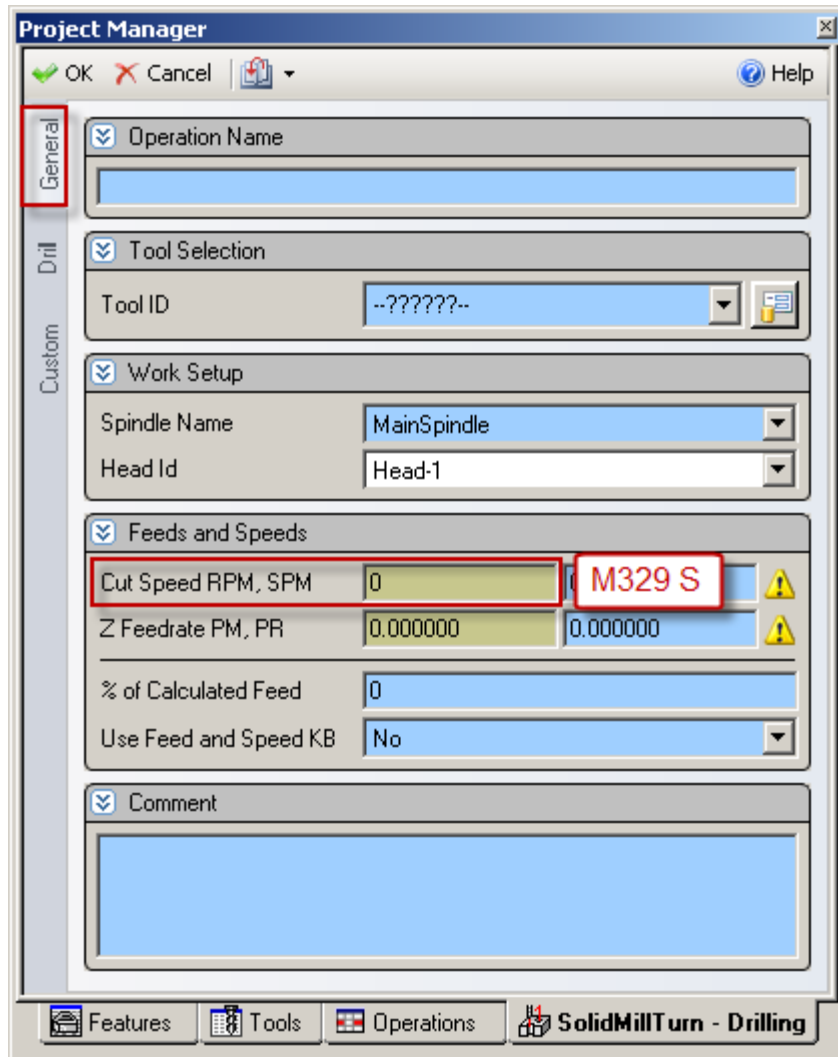 Project Manager
OK Cancel Help
General
Drill
Custom
Operation Name
Tool Selection
Tool ID --??????--
Work Setup
Spindle Name MainSpindle
Head Id Head-1
Feeds and Speeds
Cut Speed RPM, SPM 0 M329 S
Z Feedrate PM, PR 0.000000 0.000000
% of Calculated Feed 0
Use Feed and Speed KB No
Comment
Features Tools Operations SolidMillTurn - Drilling